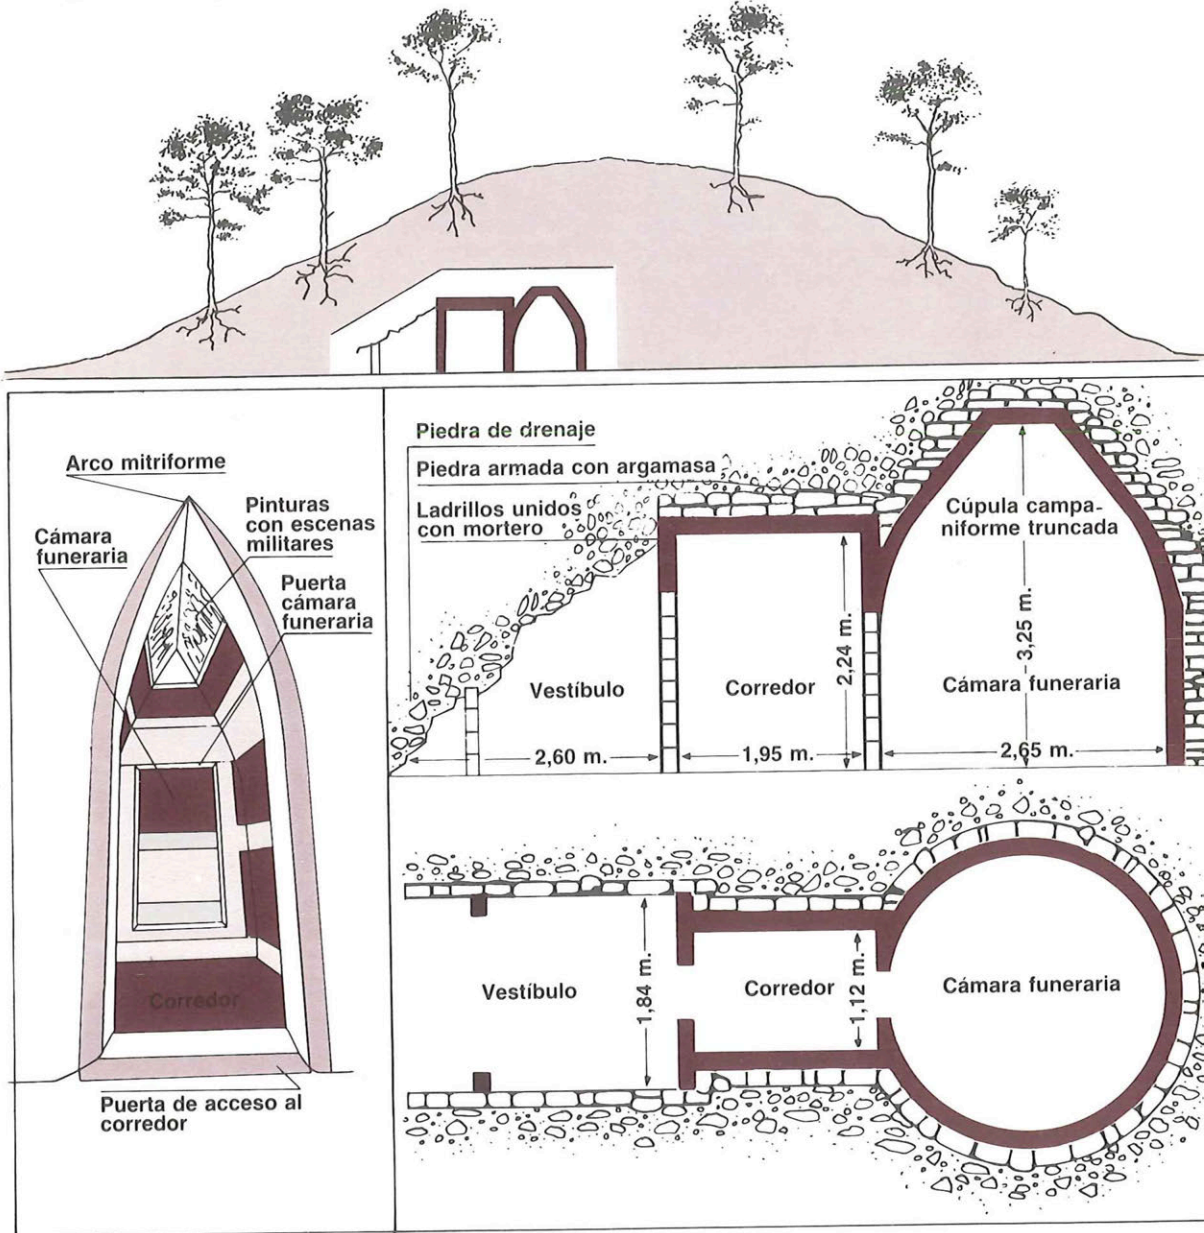 Arco mitriforme
Pinturas
con escenas
militares
Cámara
funeraria
Puerta
cámara
funeraria
Corredor
Puerta de acceso al
corredor
Piedra de drenaje
Piedra armada con argamasa
Ladrillos unidos
con mortero
Cúpula campa-
niforme truncada
Vestíbulo
Corredor
Cámara funeraria
2,24 m.
3,25 m.
2,60 m.
1,95 m.
2,65 m.
Vestíbulo
1,84 m.
Corredor
1,12 m.
Cámara funeraria